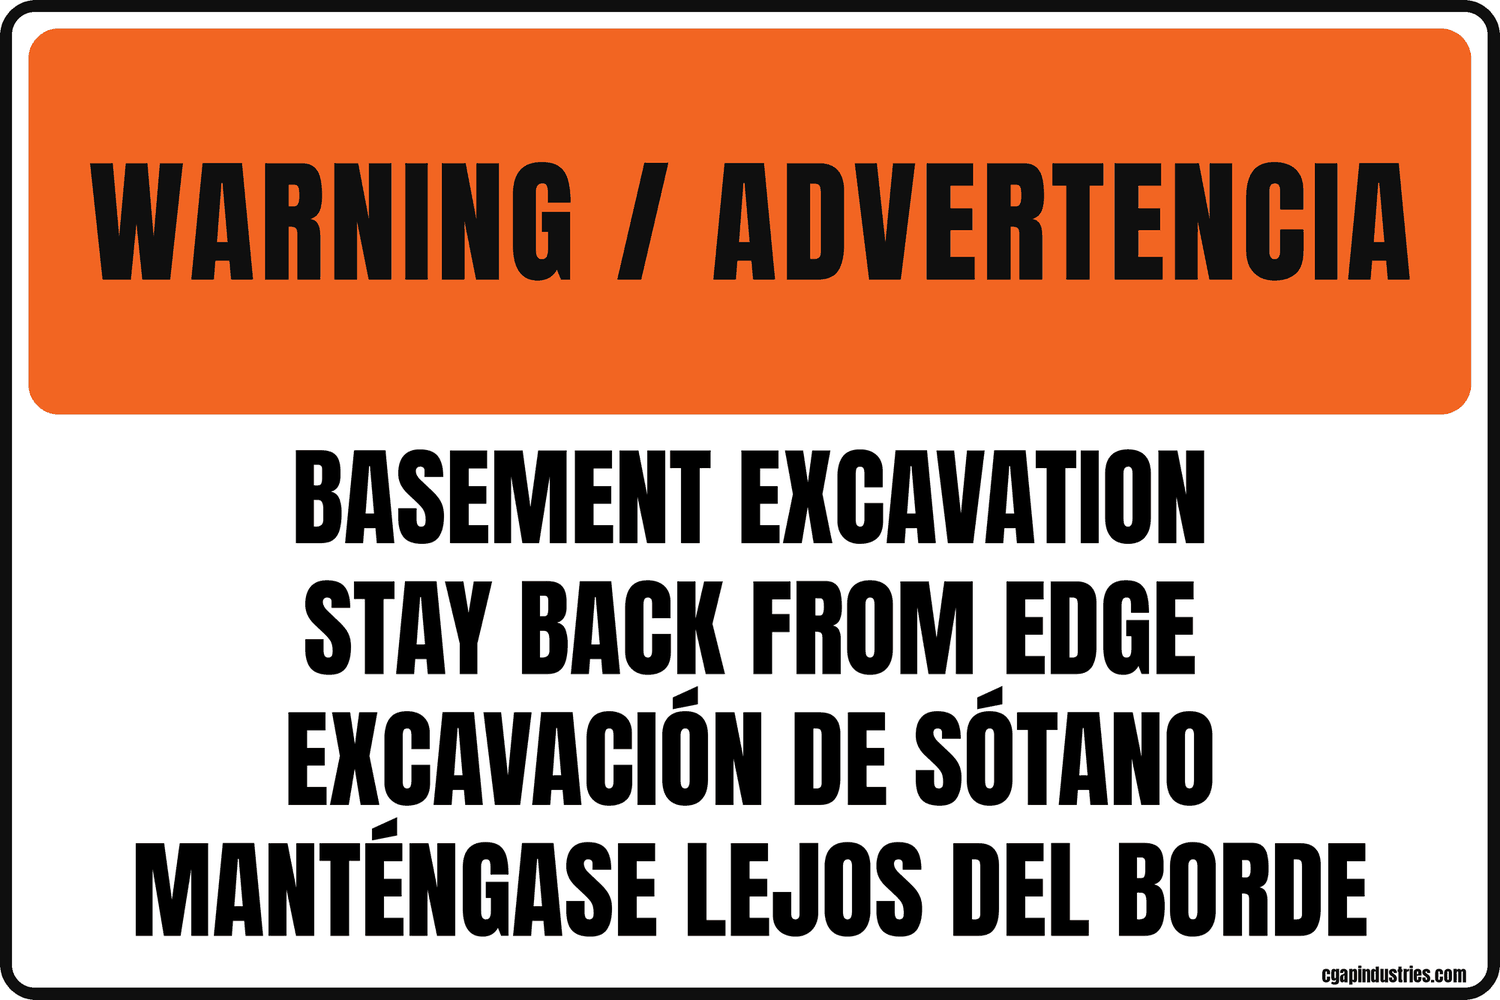 WARNING / ADVERTENCIA
BASEMENT EXCAVATION
STAY BACK FROM EDGE
EXCAVACIÓN DE SÓTANO
MANTÉNGASE LEJOS DEL BORDE
cgapindustries.com